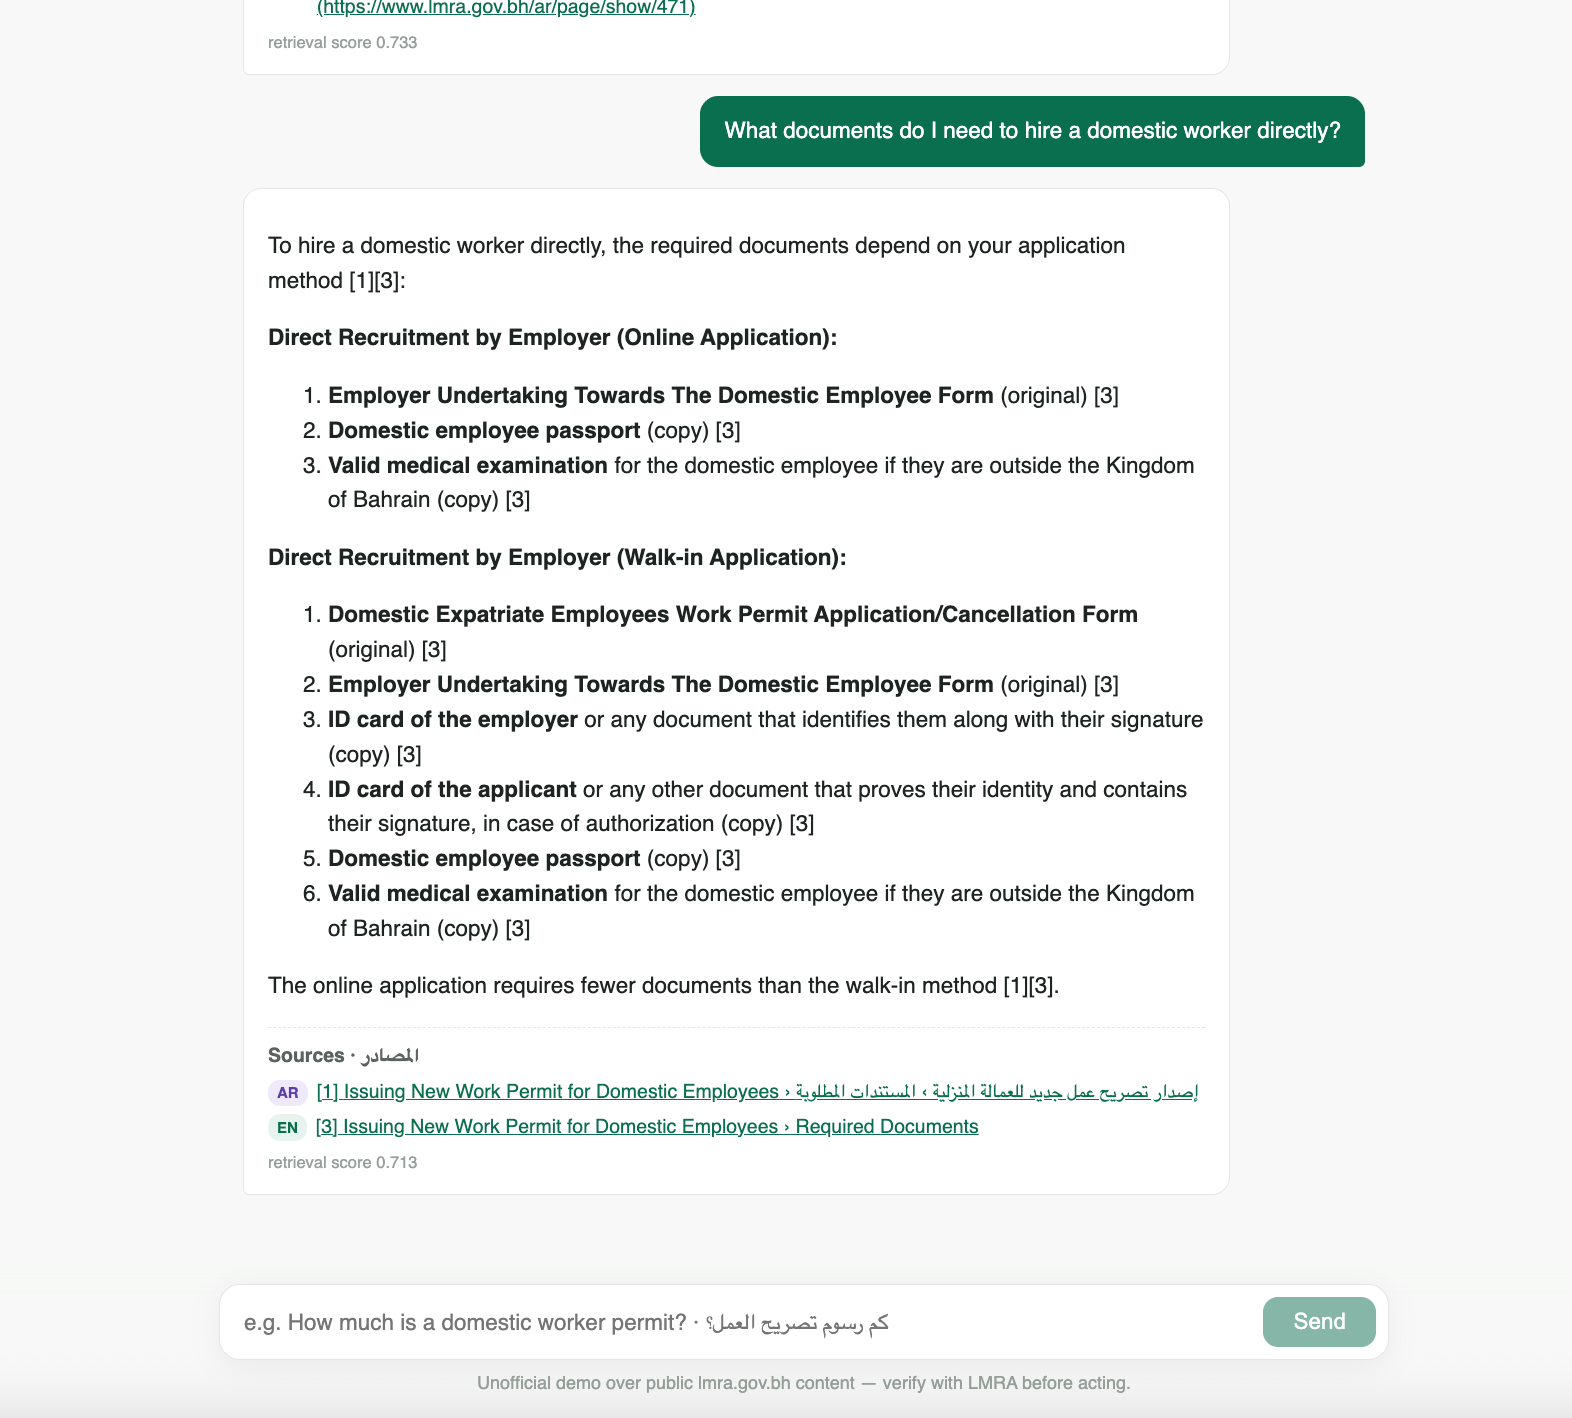 (https://www.lmra.gov.bh/ar/page/show/471)
retrieval score 0.733
What documents do I need to hire a domestic worker directly?
To hire a domestic worker directly, the required documents depend on your application
method [1][3]:
Direct Recruitment by Employer (Online Application):
1. Employer Undertaking Towards The Domestic Employee Form (original) [3]
2. Domestic employee passport (copy) [3]
3. Valid medical examination for the domestic employee if they are outside the Kingdom
of Bahrain (copy) [3]
Direct Recruitment by Employer (Walk-in Application):
1. Domestic Expatriate Employees Work Permit Application/Cancellation Form
(original) [3]
2. Employer Undertaking Towards The Domestic Employee Form (original) [3]
3. ID card of the employer or any document that identifies them along with their signature
(copy) [3]
4. ID card of the applicant or any other document that proves their identity and contains
their signature, in case of authorization (copy) [3]
5. Domestic employee passport (copy) [3]
6. Valid medical examination for the domestic employee if they are outside the Kingdom
of Bahrain (copy) [3]
The online application requires fewer documents than the walk-in method [1][3].
Sources · المصادر
AR [1] Issuing New Work Permit for Domestic Employees › إصدار تصريح عمل جديد للعمالة المنزلية › المستندات المطلوبة
EN [3] Issuing New Work Permit for Domestic Employees › Required Documents
retrieval score 0.713
e.g. How much is a domestic worker permit? · كم رسوم تصريح العمل؟
Send
Unofficial demo over public lmra.gov.bh content — verify with LMRA before acting.